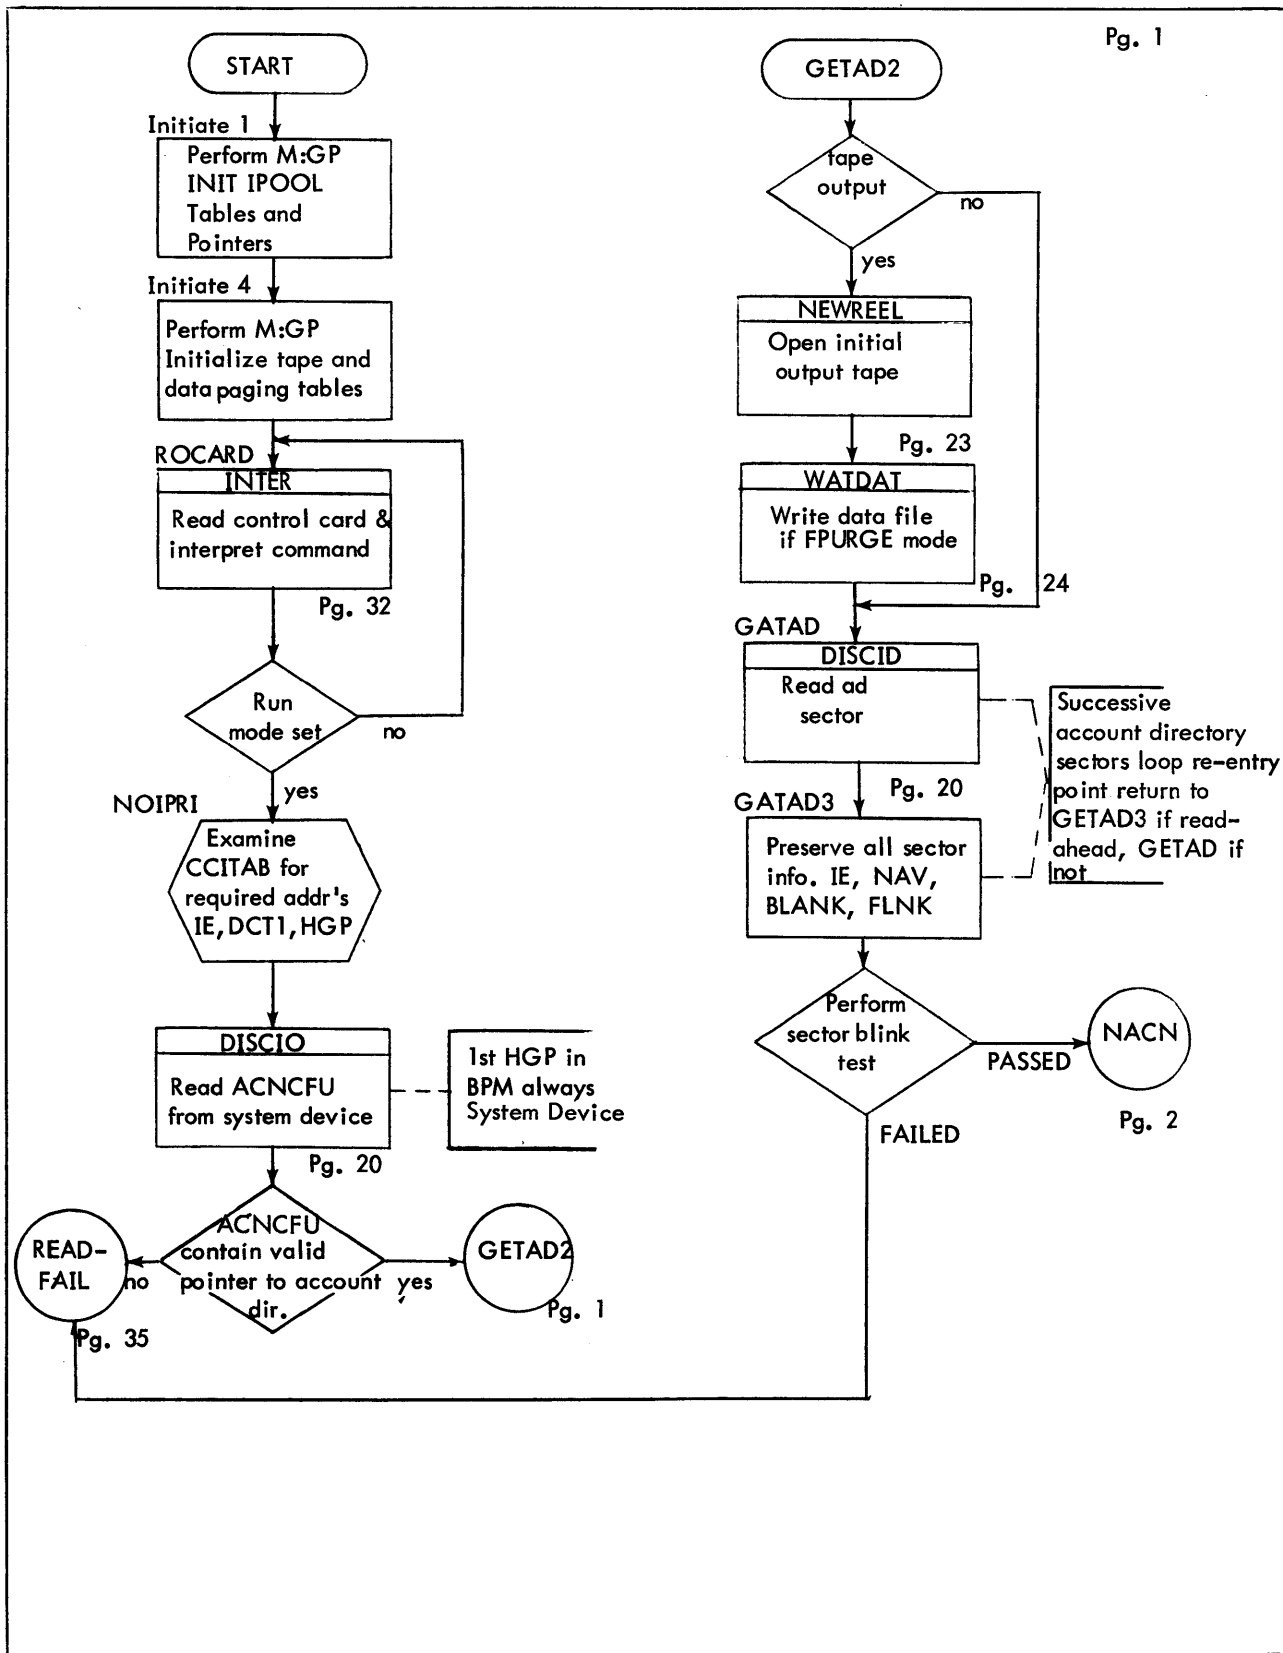 Pg. 1
START
Initiate 1
Perform M:GP
INIT IPOOL
Tables and
Pointers
Initiate 4
Perform M:GP
Initialize tape and
data paging tables
ROCARD
INTER
Read control card &
interpret command
Pg. 32
Run
mode set
no
yes
NOIPRI
Examine
CCITAB for
required addr's
IE, DCT1, HGP
DISCIO
Read ACNCFU
from system device
Pg. 20
1st HGP in
BPM always
System Device
ACNCFU
contain valid
pointer to account
dir.
no
yes
READ-
FAIL
Pg. 35
GETAD2
Pg. 1
GETAD2
tape
output
no
yes
NEWREEL
Open initial
output tape
Pg. 23
WATDAT
Write data file
if FPURGE mode
Pg. 24
GATAD
DISCID
Read ad
sector
Pg. 20
Successive
account directory
sectors loop re-entry
point return to
GETAD3 if read-
ahead, GETAD if
not
GATAD3
Preserve all sector
info. IE, NAV,
BLANK, FLNK
Perform
sector blink
test
PASSED
FAILED
NACN
Pg. 2